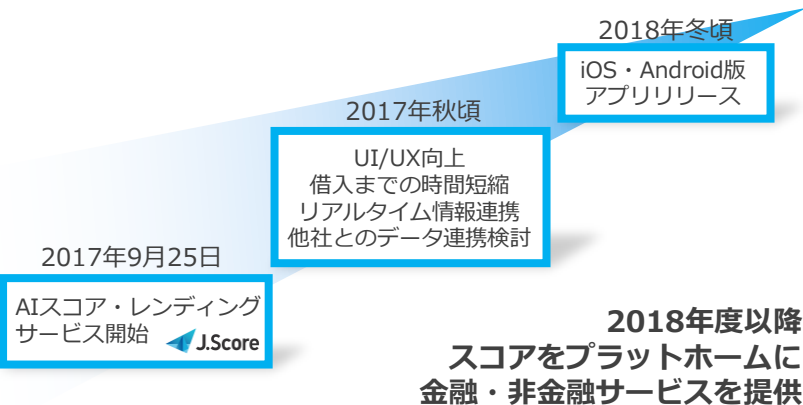 2018年冬頃
iOS・Android版
アプリリリース
2017年秋頃
UI/UX向上
借入までの時間短縮
リアルタイム情報連携
他社とのデータ連携検討
2017年9月25日
AIスコア・レンディング
サービス開始 J.Score
2018年度以降
スコアをプラットホームに
金融・非金融サービスを提供